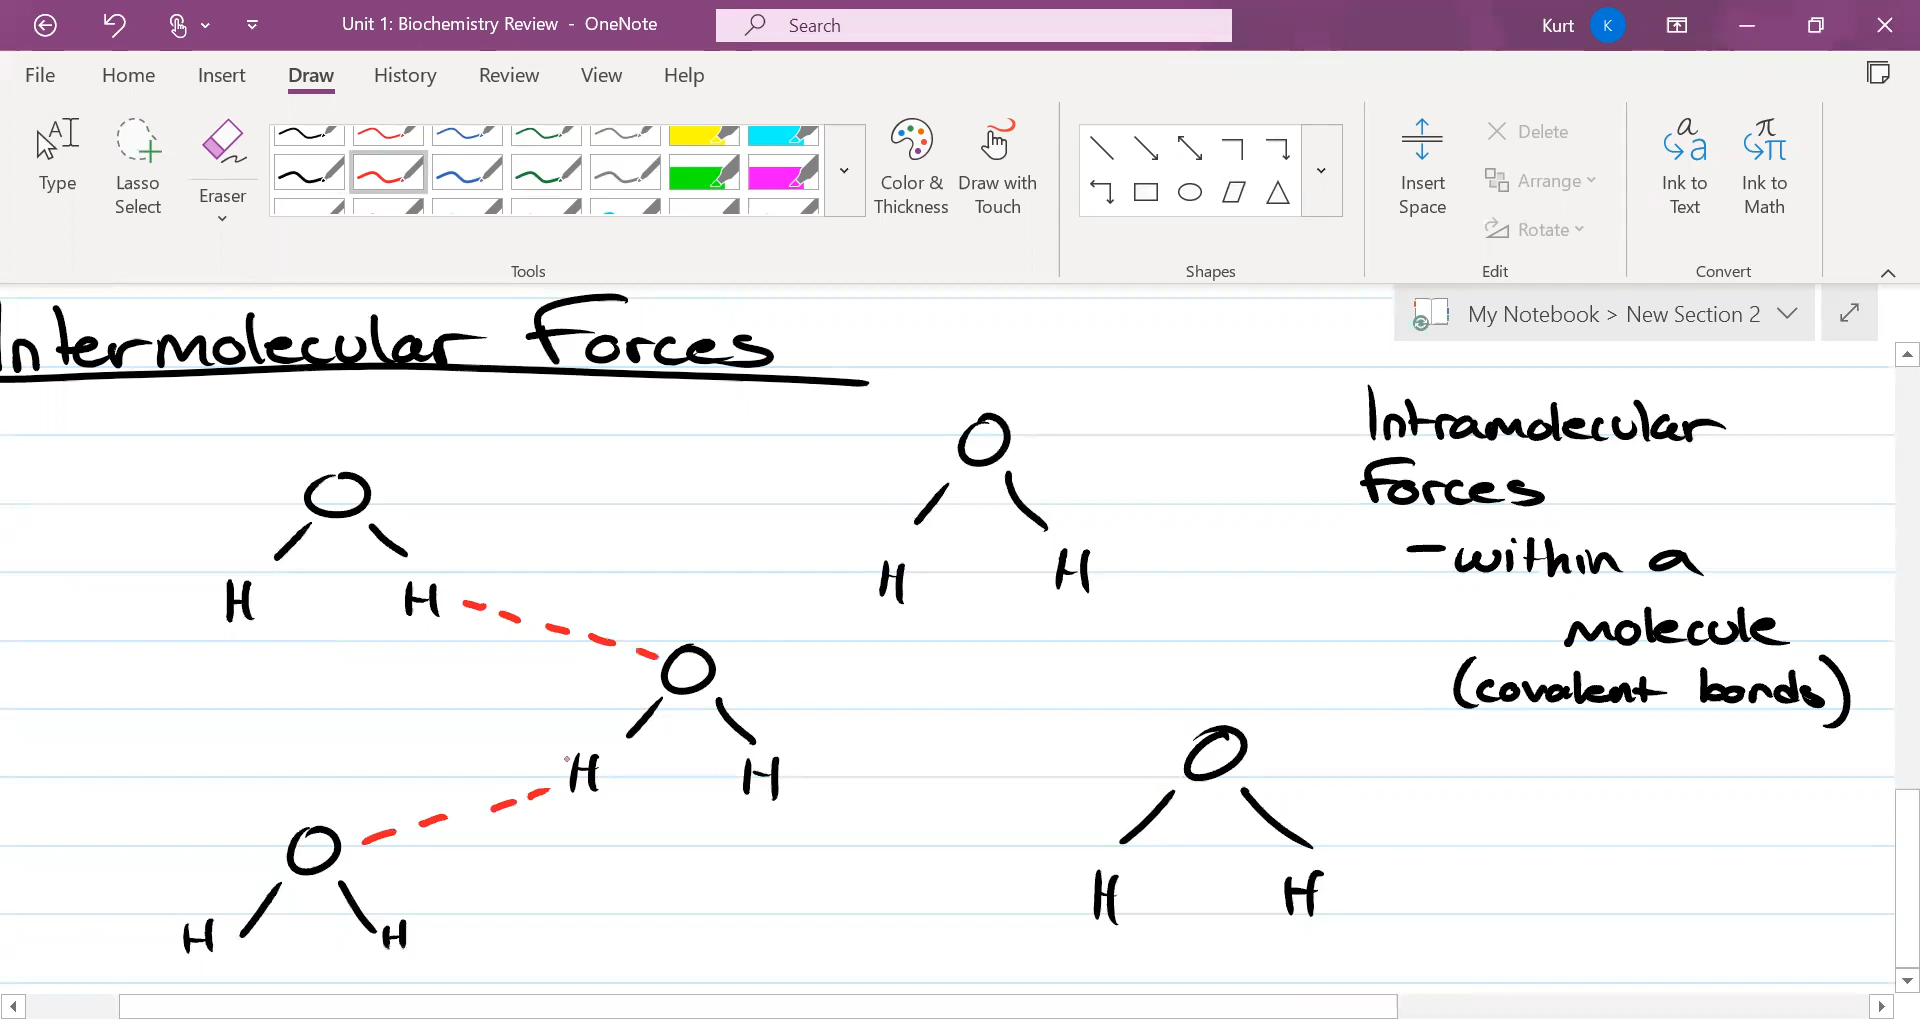 Unit 1: Biochemistry Review - OneNote
Search
Kurt
K
File
Home
Insert
Draw
History
Review
View
Help
Type
Lasso
Select
Eraser
Color &
Thickness
Draw with
Touch
Tools
Shapes
Insert
Space
Delete
Arrange
Rotate
Edit
a
a
Ink to
Text
π
π
Ink to
Math
Convert
My Notebook > New Section 2
Intermolecular Forces
O
H
H
O
H
H
O
H
H
O
H
H
O
H
H
Intramolecular
Forces
- within a
molecule
(covalent bonds)